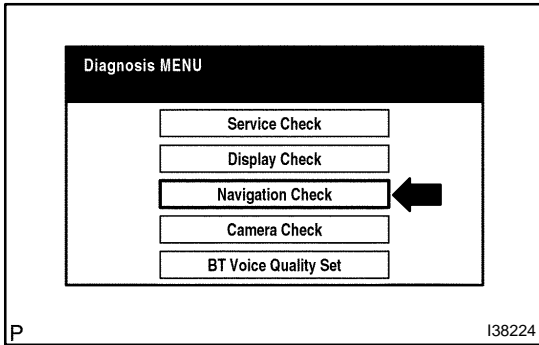 Diagnosis MENU
Service Check
Display Check
Navigation Check
Camera Check
BT Voice Quality Set
P
I38224